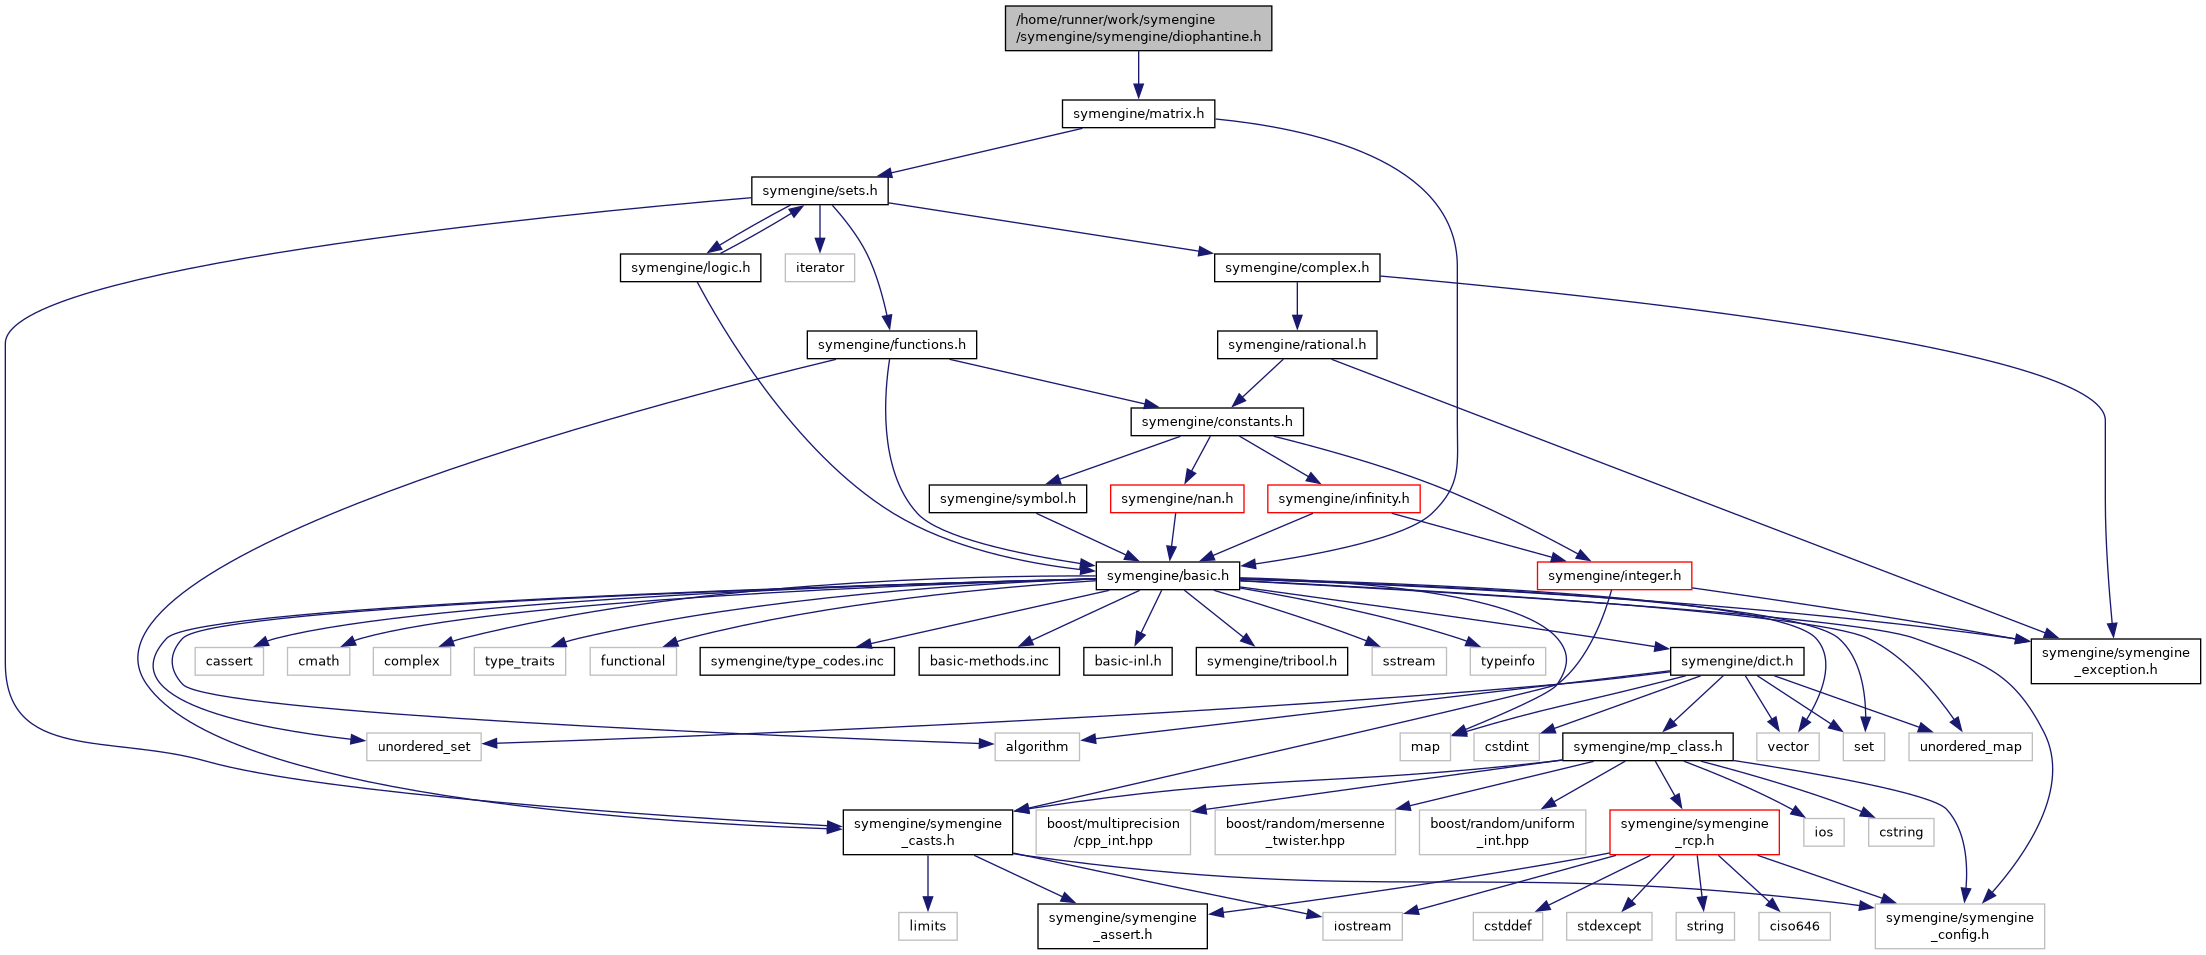 /home/runner/work/symengine
/symengine/symengine/diophantine.h
symengine/matrix.h
symengine/sets.h
symengine/logic.h
iterator
symengine/complex.h
symengine/functions.h
symengine/rational.h
symengine/constants.h
symengine/symbol.h
symengine/nan.h
symengine/infinity.h
symengine/basic.h
symengine/integer.h
cassert
cmath
complex
type_traits
functional
symengine/type_codes.inc
basic-methods.inc
basic-inl.h
symengine/tribool.h
sstream
typeinfo
symengine/dict.h
symengine/symengine
_exception.h
unordered_set
algorithm
map
cstdint
symengine/mp_class.h
vector
set
unordered_map
symengine/symengine
_casts.h
boost/multiprecision
/cpp_int.hpp
boost/random/mersenne
_twister.hpp
boost/random/uniform
_int.hpp
symengine/symengine
_rcp.h
ios
cstring
limits
symengine/symengine
_assert.h
iostream
cstddef
stdexcept
string
ciso646
symengine/symengine
_config.h